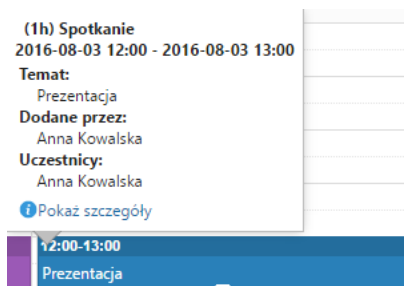 (1h) Spotkanie
2016-08-03 12:00 - 2016-08-03 13:00
Temat:
Prezentacja
Dodane przez:
Anna Kowalska
Uczestnicy:
Anna Kowalska
Pokaż szczegóły
12:00-13:00
Prezentacja